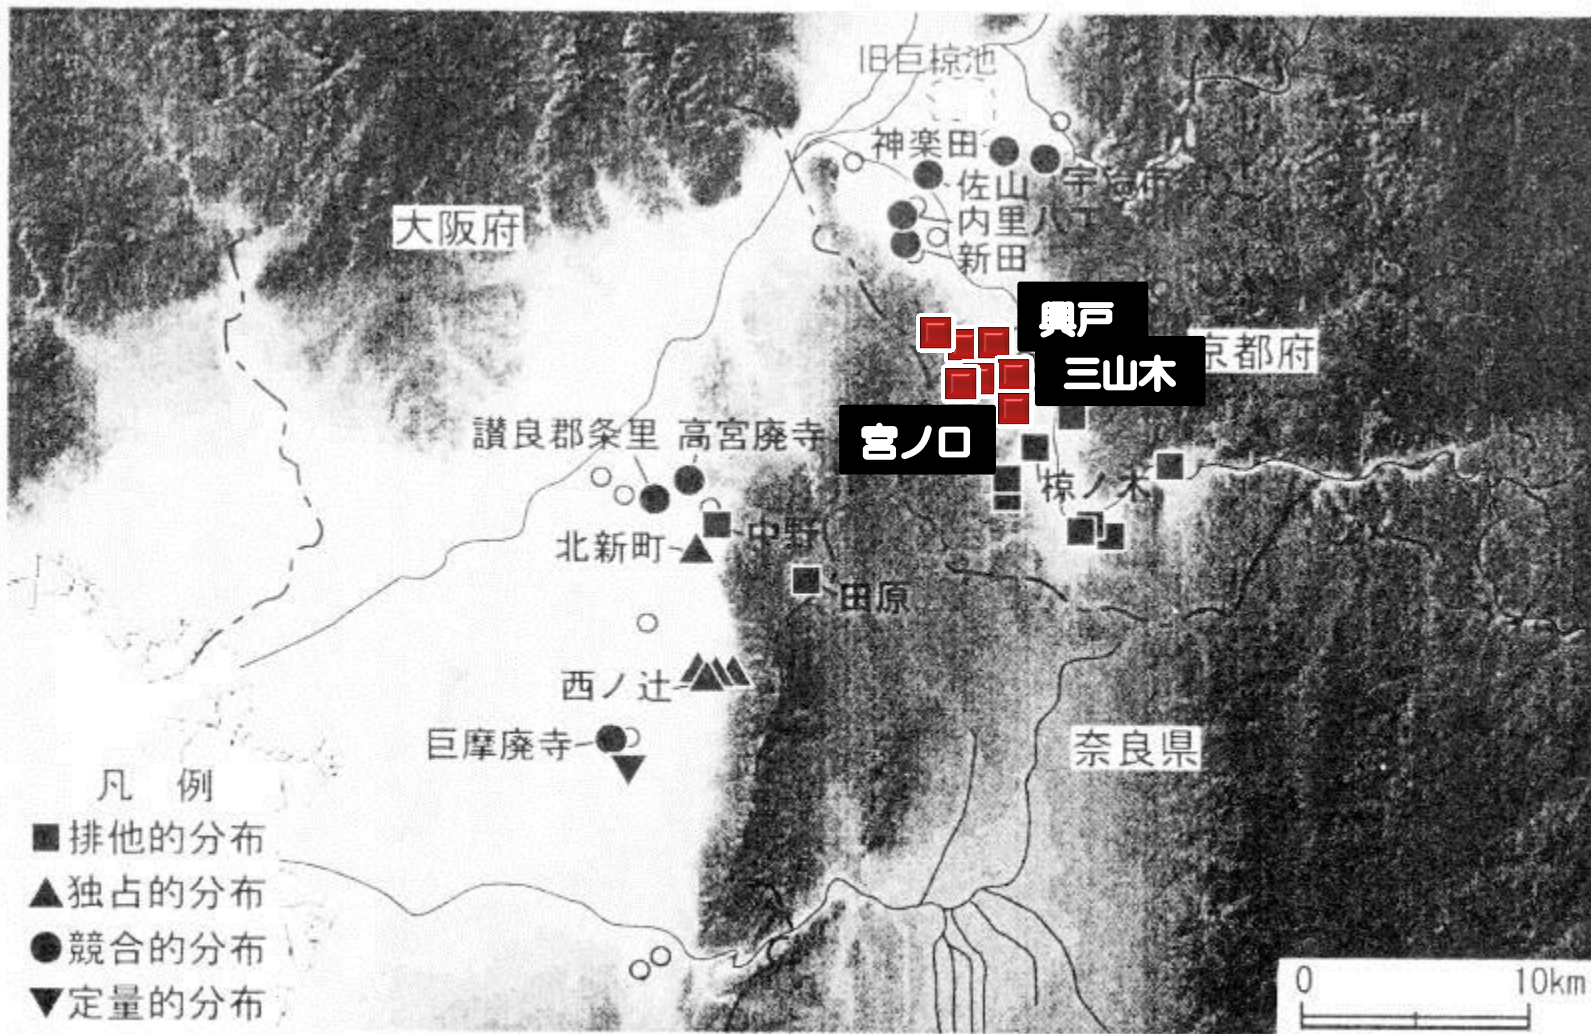 旧巨椋池
神楽田
佐山
宇治市街
内里八丁
新田
大阪府
興戸
京都府
三山木
讃良郡条里
高宮廃寺
宮ノ口
椋ノ木
中野
北新町
田原
西ノ辻
巨摩廃寺
奈良県
凡 例
■排他的分布
▲独占的分布
●競合的分布
▼定量的分布
0 10km